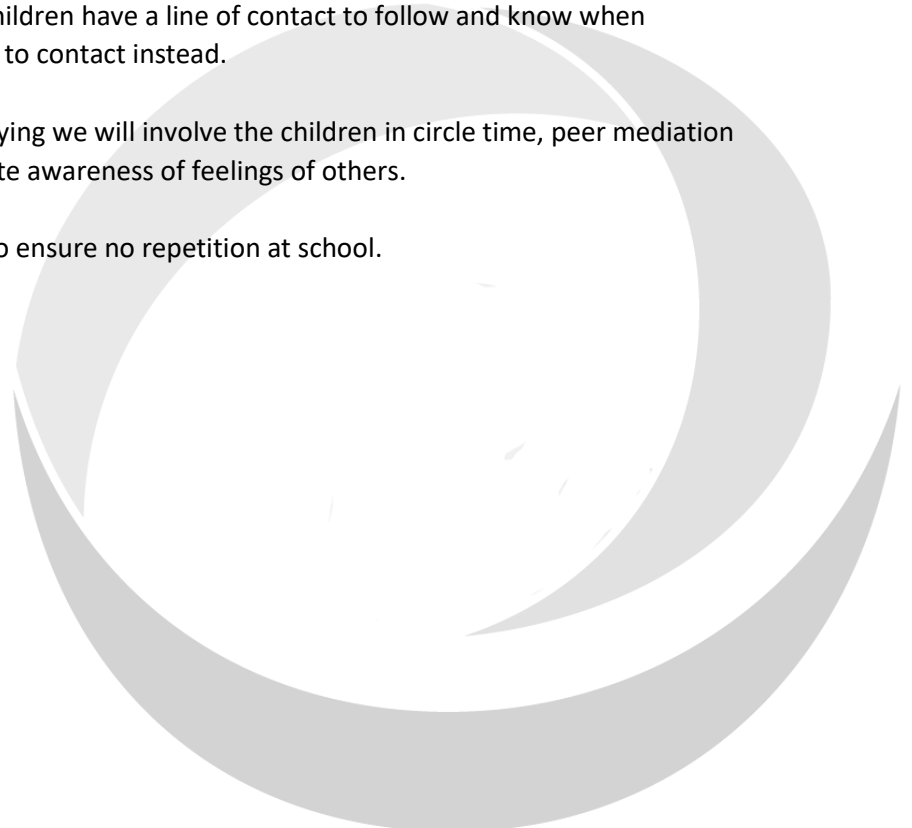 hildren have a line of contact to follow and know when
to contact instead.
ying we will involve the children in circle time, peer mediation
te awareness of feelings of others.
o ensure no repetition at school.